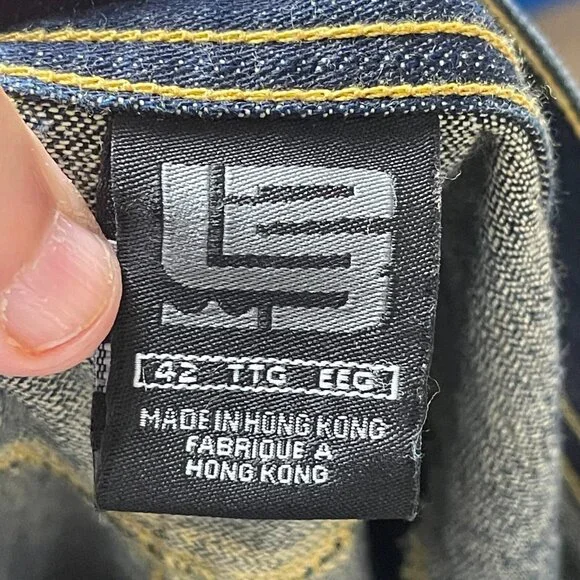 42 TTG EEG
MADE IN HONG KONG
FABRIQUE A
HONG KONG